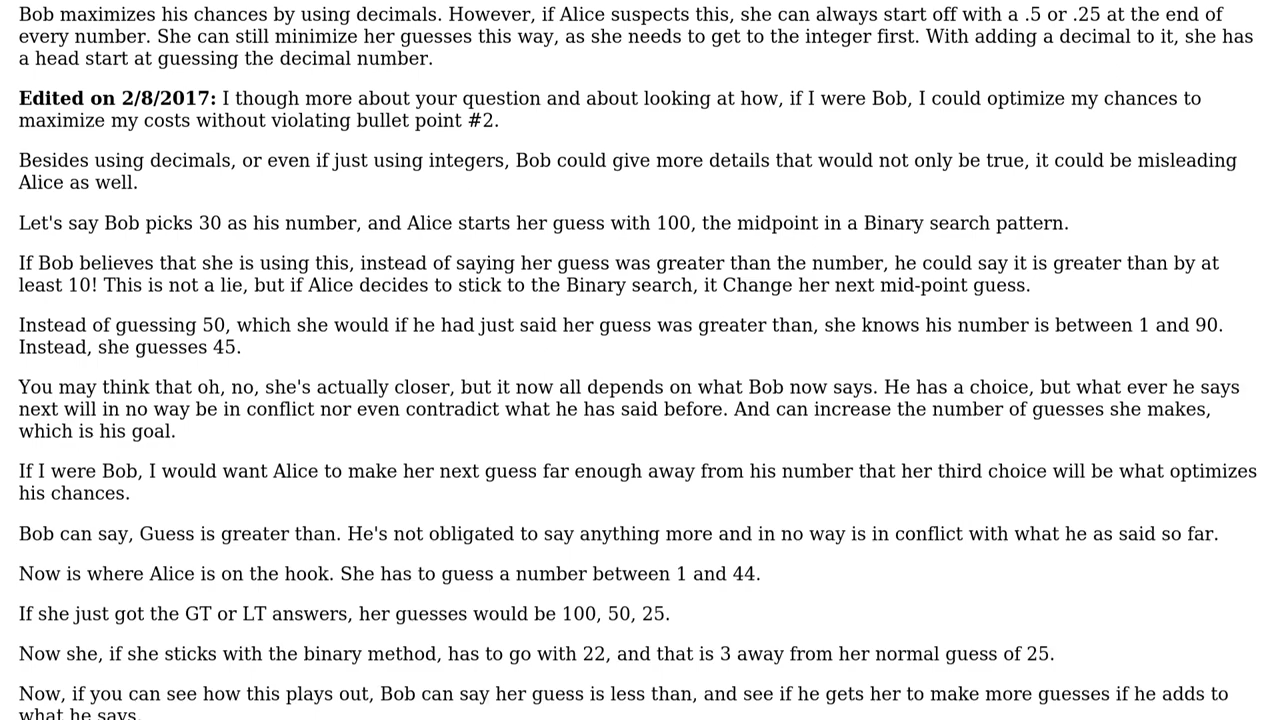 Bob maximizes his chances by using decimals. However, if Alice suspects this, she can always start off with a .5 or .25 at the end of
every number. She can still minimize her guesses this way, as she needs to get to the integer first. With adding a decimal to it, she has
a head start at guessing the decimal number.
Edited on 2/8/2017: I though more about your question and about looking at how, if I were Bob, I could optimize my chances to
maximize my costs without violating bullet point #2.
Besides using decimals, or even if just using integers, Bob could give more details that would not only be true, it could be misleading
Alice as well.
Let's say Bob picks 30 as his number, and Alice starts her guess with 100, the midpoint in a Binary search pattern.
If Bob believes that she is using this, instead of saying her guess was greater than the number, he could say it is greater than by at
least 10! This is not a lie, but if Alice decides to stick to the Binary search, it Change her next mid-point guess.
Instead of guessing 50, which she would if he had just said her guess was greater than, she knows his number is between 1 and 90.
Instead, she guesses 45.
You may think that oh, no, she's actually closer, but it now all depends on what Bob now says. He has a choice, but what ever he says
next will in no way be in conflict nor even contradict what he has said before. And can increase the number of guesses she makes,
which is his goal.
If I were Bob, I would want Alice to make her next guess far enough away from his number that her third choice will be what optimizes
his chances.
Bob can say, Guess is greater than. He's not obligated to say anything more and in no way is in conflict with what he as said so far.
Now is where Alice is on the hook. She has to guess a number between 1 and 44.
If she just got the GT or LT answers, her guesses would be 100, 50, 25.
Now she, if she sticks with the binary method, has to go with 22, and that is 3 away from her normal guess of 25.
Now, if you can see how this plays out, Bob can say her guess is less than, and see if he gets her to make more guesses if he adds to
what he says.